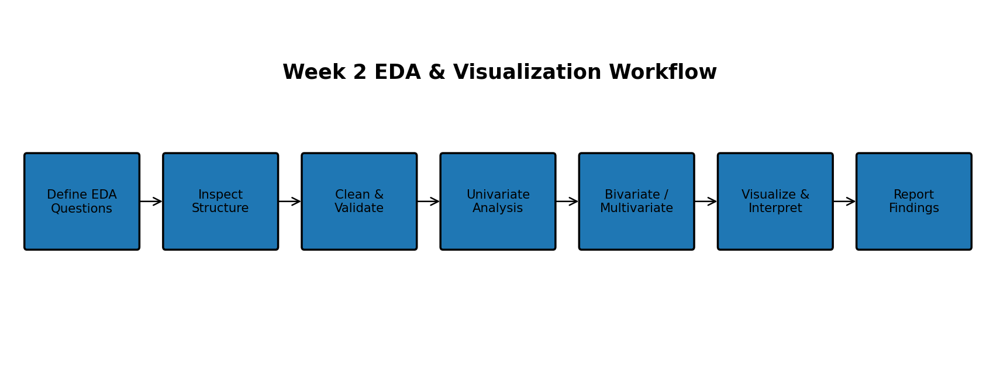 Week 2 EDA & Visualization Workflow
Define EDA
Questions
Inspect
Structure
Clean &
Validate
Univariate
Analysis
Bivariate /
Multivariate
Visualize &
Interpret
Report
Findings